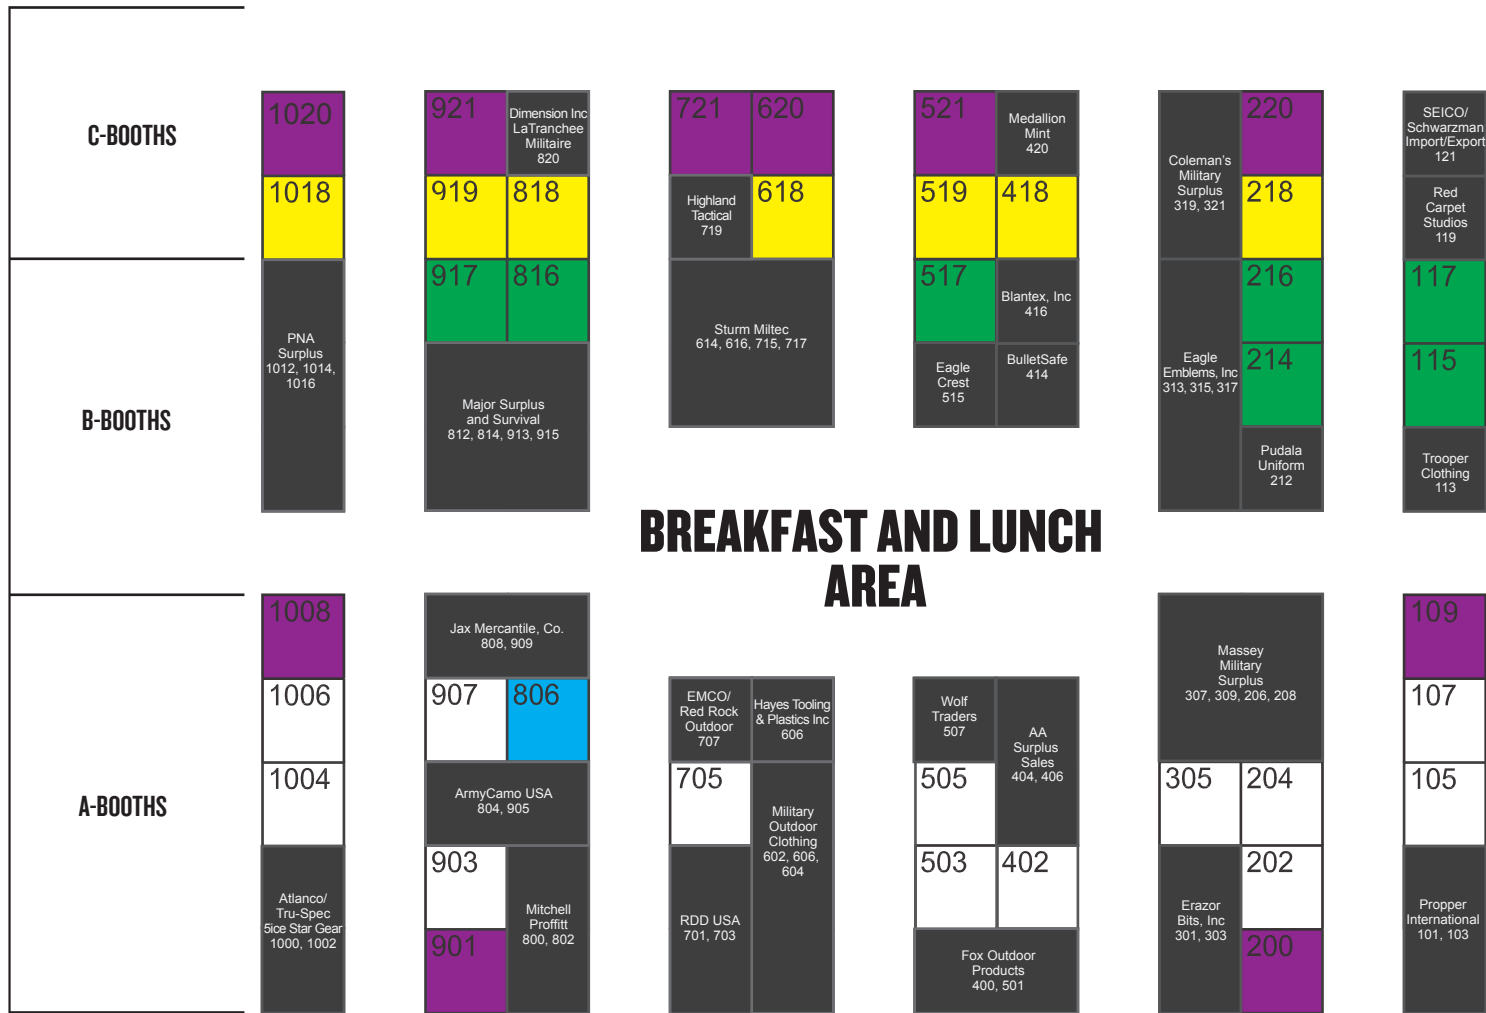 C-BOOTHS
1020
921
Dimension Inc
LaTranchee
Militaire
820
721
620
521
Medallion
Mint
420
Coleman's
Military
Surplus
319, 321
220
SEICO/
Schwarzman
Import/Export
121
1018
919
818
Highland
Tactical
719
618
519
418
218
Red
Carpet
Studios
119
B-BOOTHS
PNA
Surplus
1012, 1014,
1016
917
816
Sturm Miltec
614, 616, 715, 717
517
Blantex, Inc
416
Eagle
Emblems, Inc
313, 315, 317
216
117
Major Surplus
and Survival
812, 814, 913, 915
Eagle
Crest
515
BulletSafe
414
214
115
Pudala
Uniform
212
Trooper
Clothing
113
BREAKFAST AND LUNCH
AREA
A-BOOTHS
1008
Jax Mercantile, Co.
808, 909
Massey
Military
Surplus
307, 309, 206, 208
109
1006
907
806
EMCO/
Red Rock
Outdoor
707
Hayes Tooling
& Plastics Inc
606
Wolf
Traders
507
AA
Surplus
Sales
404, 406
107
1004
ArmyCamo USA
804, 905
705
Military
Outdoor
Clothing
602, 606,
604
505
305
204
105
Atlanco/
Tru-Spec
5ice Star Gear
1000, 1002
903
Mitchell
Proffitt
800, 802
RDD USA
701, 703
503
402
Erazor
Bits, Inc
301, 303
202
Propper
International
101, 103
901
Fox Outdoor
Products
400, 501
200